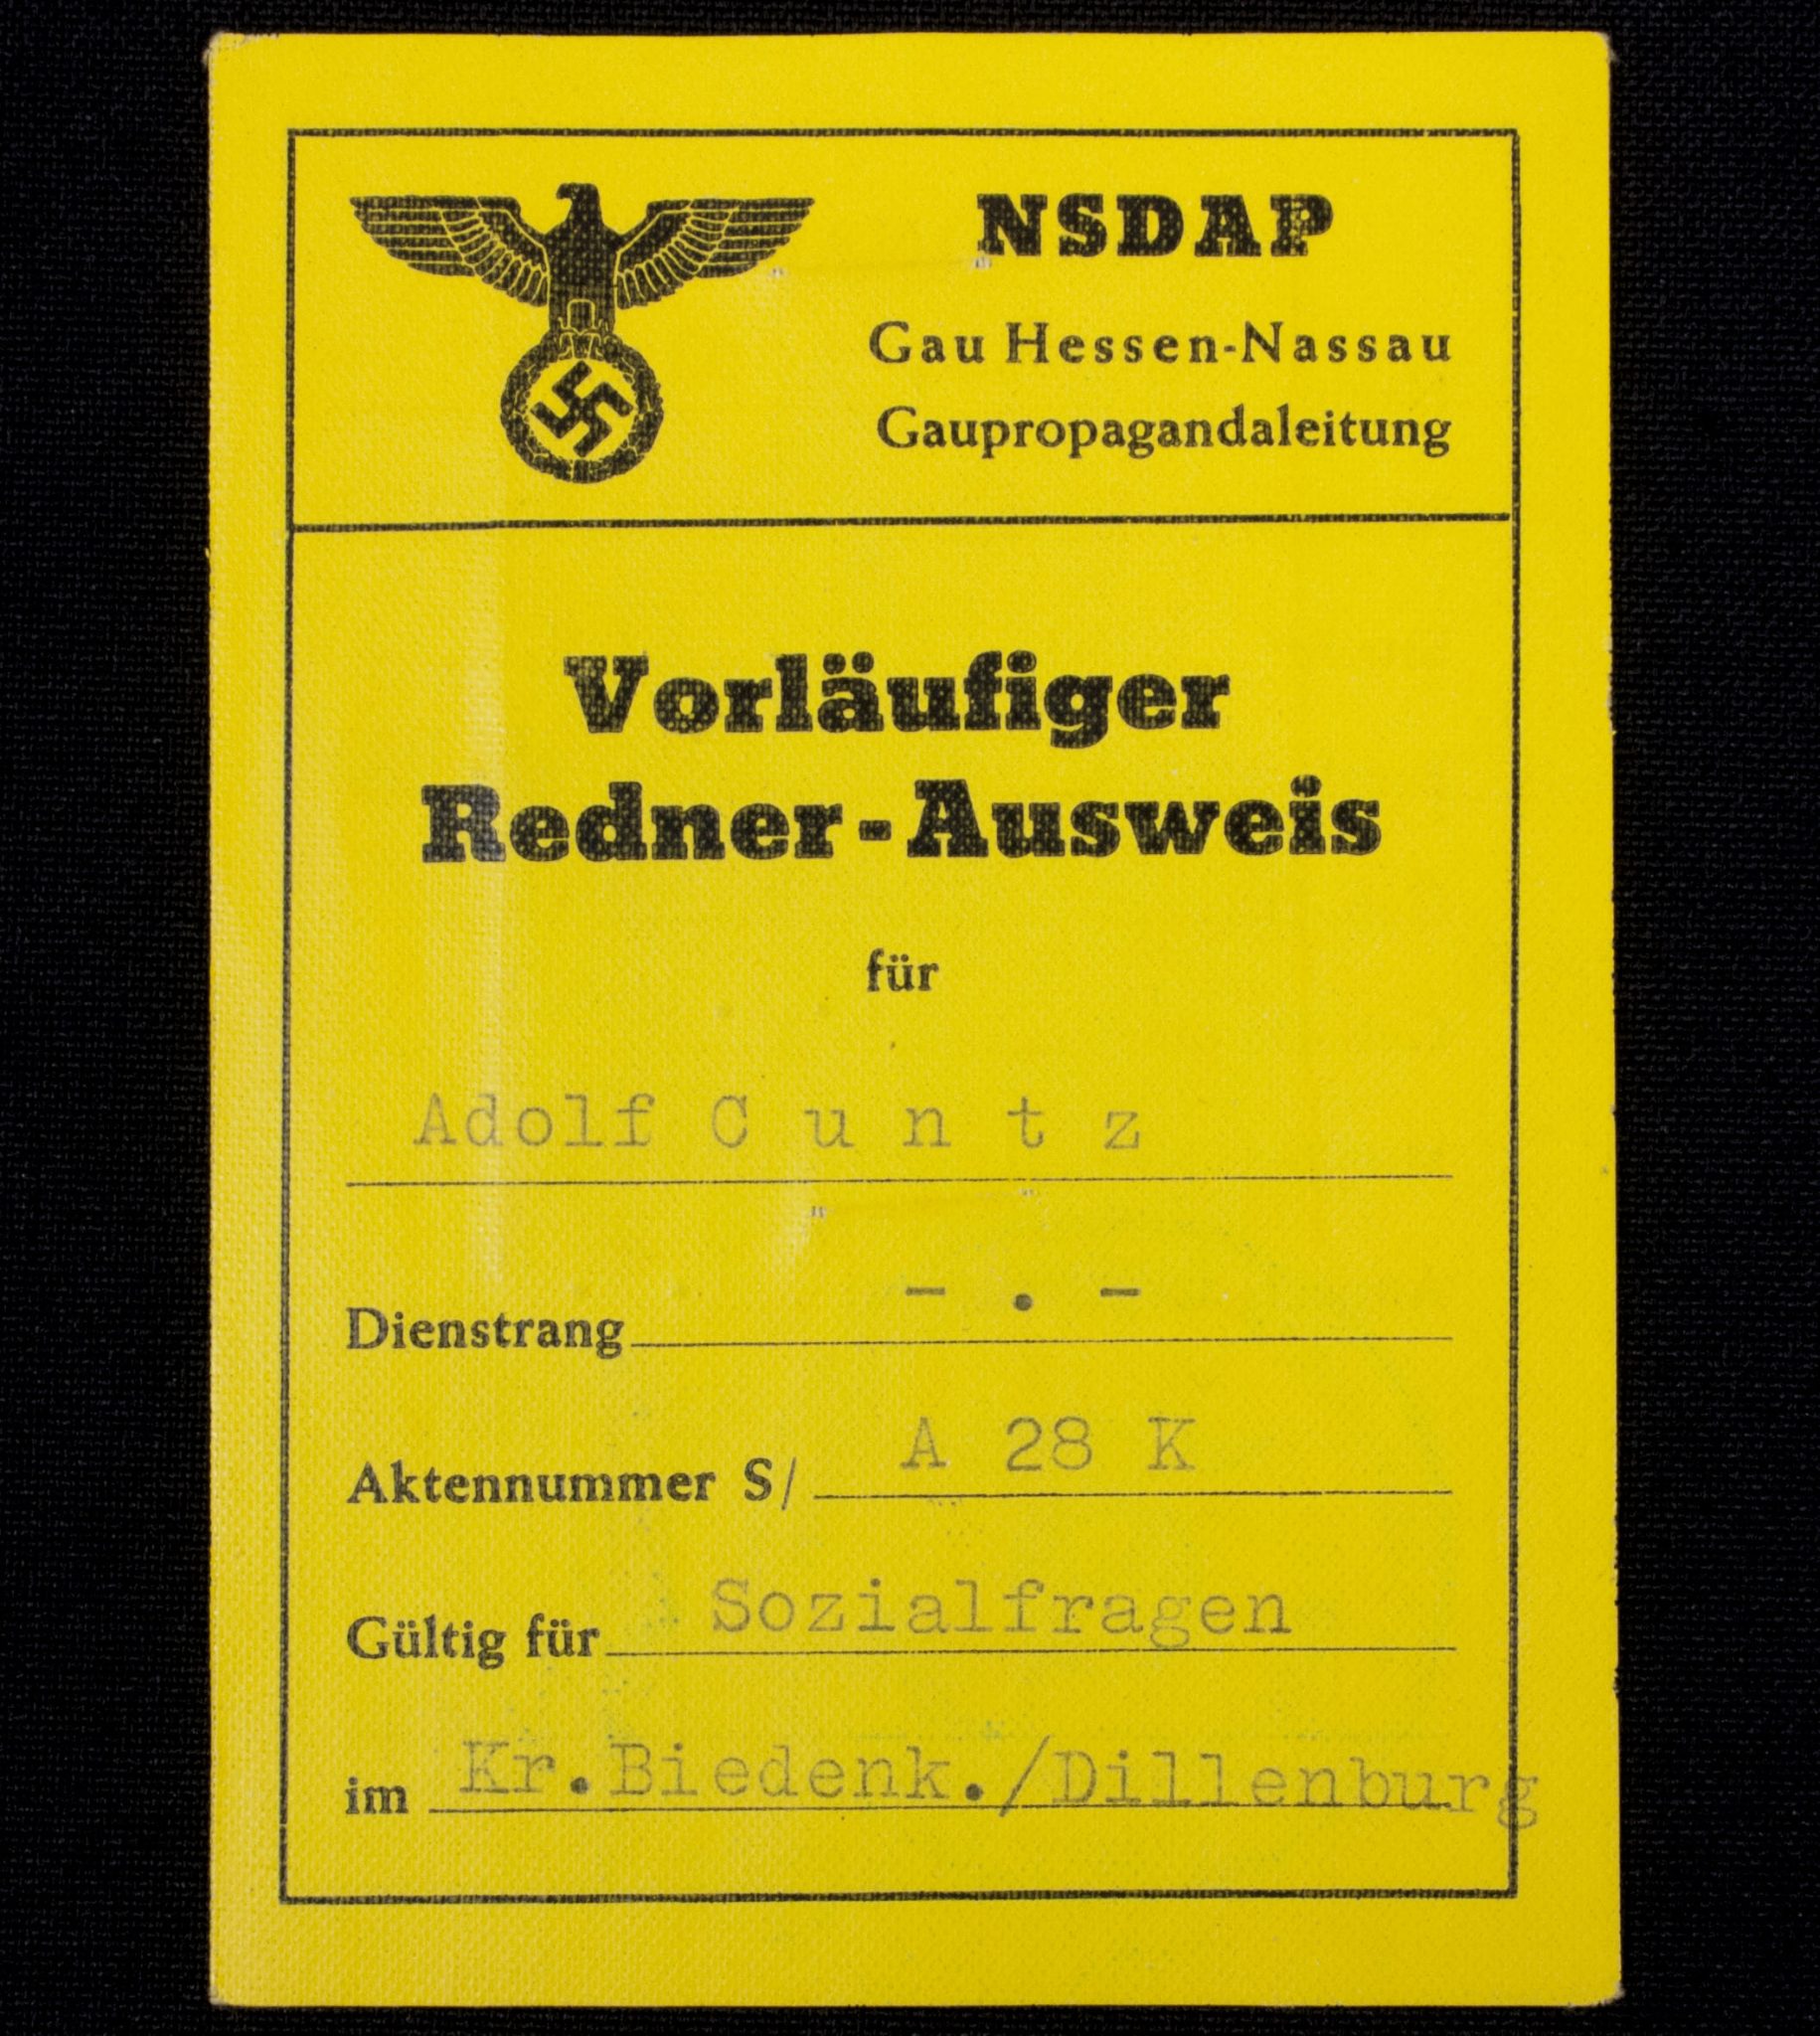 NSDAP
Gau Hessen-Nassau
Gaupropagandaleitung
Vorläufiger
Redner-Ausweis
für
Adolf C u n t z
Dienstrang - . -
Aktennummer S/ A 28 K
Gültig für Sozialfragen
im Kr.Biedenk./Dillenburg